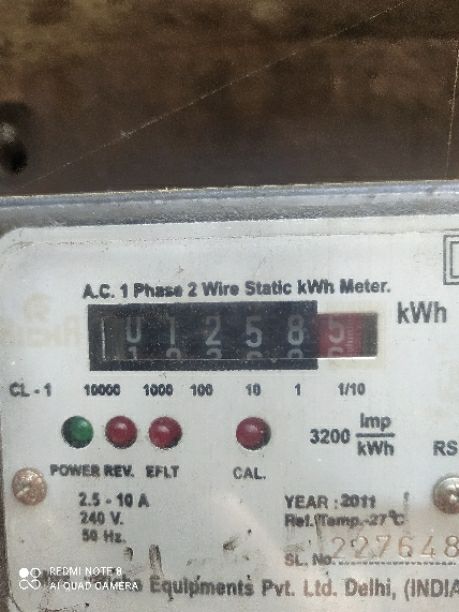 A.C. 1 Phase 2 Wire Static kWh Meter.
012585 kWh
CL - 1 10000 1000 100 10 1 1/10
3200 Imp/kWh
RS
POWER REV. EFLT CAL.
2.5 - 10 A
240 V.
50 Hz.
YEAR : 2011
Ref. Temp.-27°C
SL. No. 227648
REDMI NOTE 8
AI QUAD CAMERA
Equipments Pvt. Ltd. Delhi, (INDIA